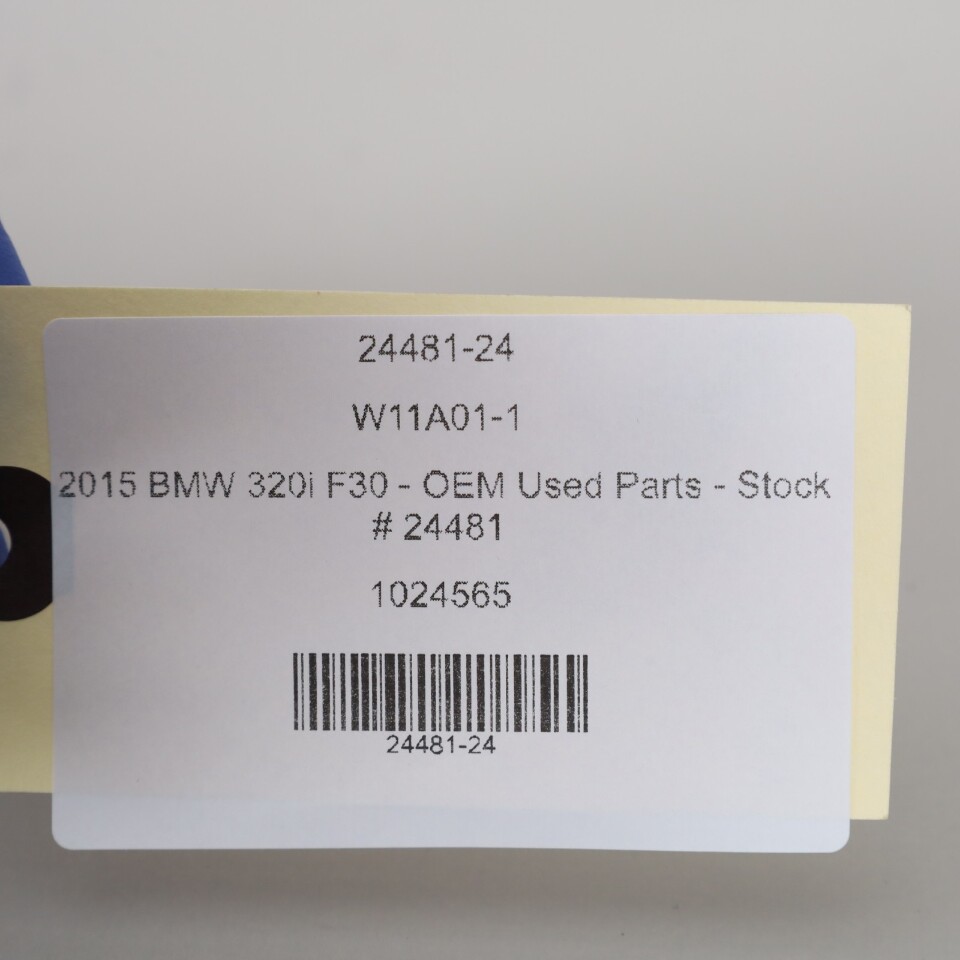 24481-24
W11A01-1
2015 BMW 320i F30 - OEM Used Parts - Stock
# 24481
1024565
24481-24